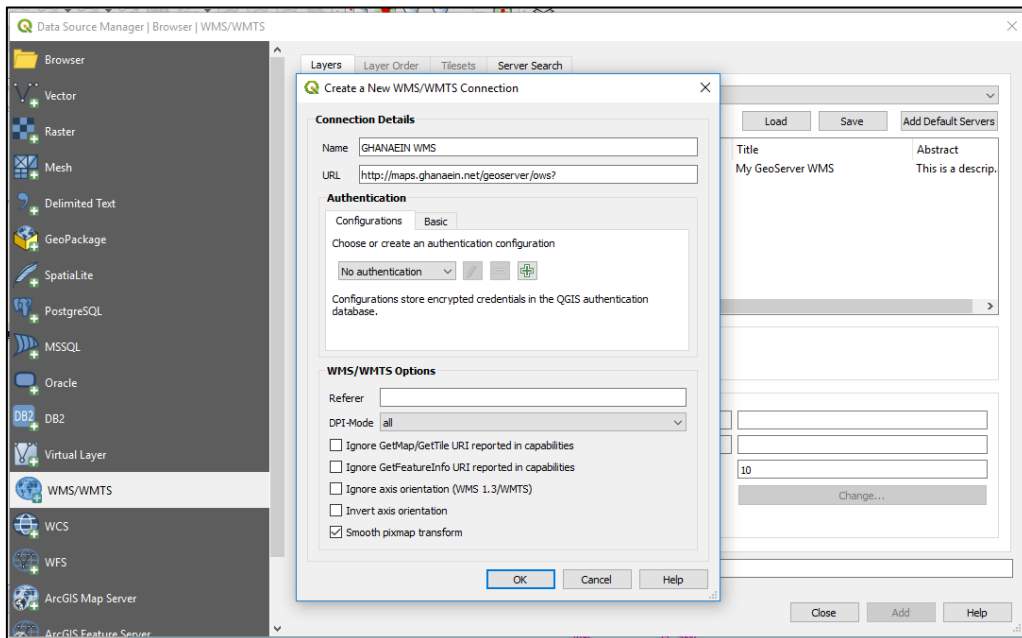 Data Source Manager | Browser | WMS/WMTS
Browser
Vector
Raster
Mesh
Delimited Text
GeoPackage
SpatiaLite
PostgreSQL
MSSQL
Oracle
DB2
DB2
Virtual Layer
WMS/WMTS
WCS
WFS
ArcGIS Map Server
ArcGIS Feature Server
Layers
Layer Order
Tilesets
Server Search
Load
Save
Add Default Servers
Title
Abstract
My GeoServer WMS
This is a descrip.
Create a New WMS/WMTS Connection
Connection Details
Name
GHANAEIN WMS
URL
http://maps.ghanaein.net/geoserver/ows?
Authentication
Configurations
Basic
Choose or create an authentication configuration
No authentication
Configurations store encrypted credentials in the QGIS authentication
database.
WMS/WMTS Options
Referer
DPI-Mode
all
Ignore GetMap/GetTile URI reported in capabilities
Ignore GetFeatureInfo URI reported in capabilities
Ignore axis orientation (WMS 1.3/WMTS)
Invert axis orientation
Smooth pixmap transform
OK
Cancel
Help
10
Change...
Close
Add
Help